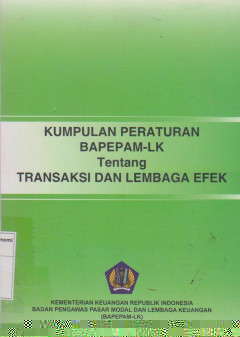 KUMPULAN PERATURAN
BAPEPAM-LK
Tentang
TRANSAKSI DAN LEMBAGA EFEK
KEMENTERIAN KEUANGAN REPUBLIK INDONESIA
BADAN PENGAWAS PASAR MODAL DAN LEMBAGA KEUANGAN
(BAPEPAM-LK)